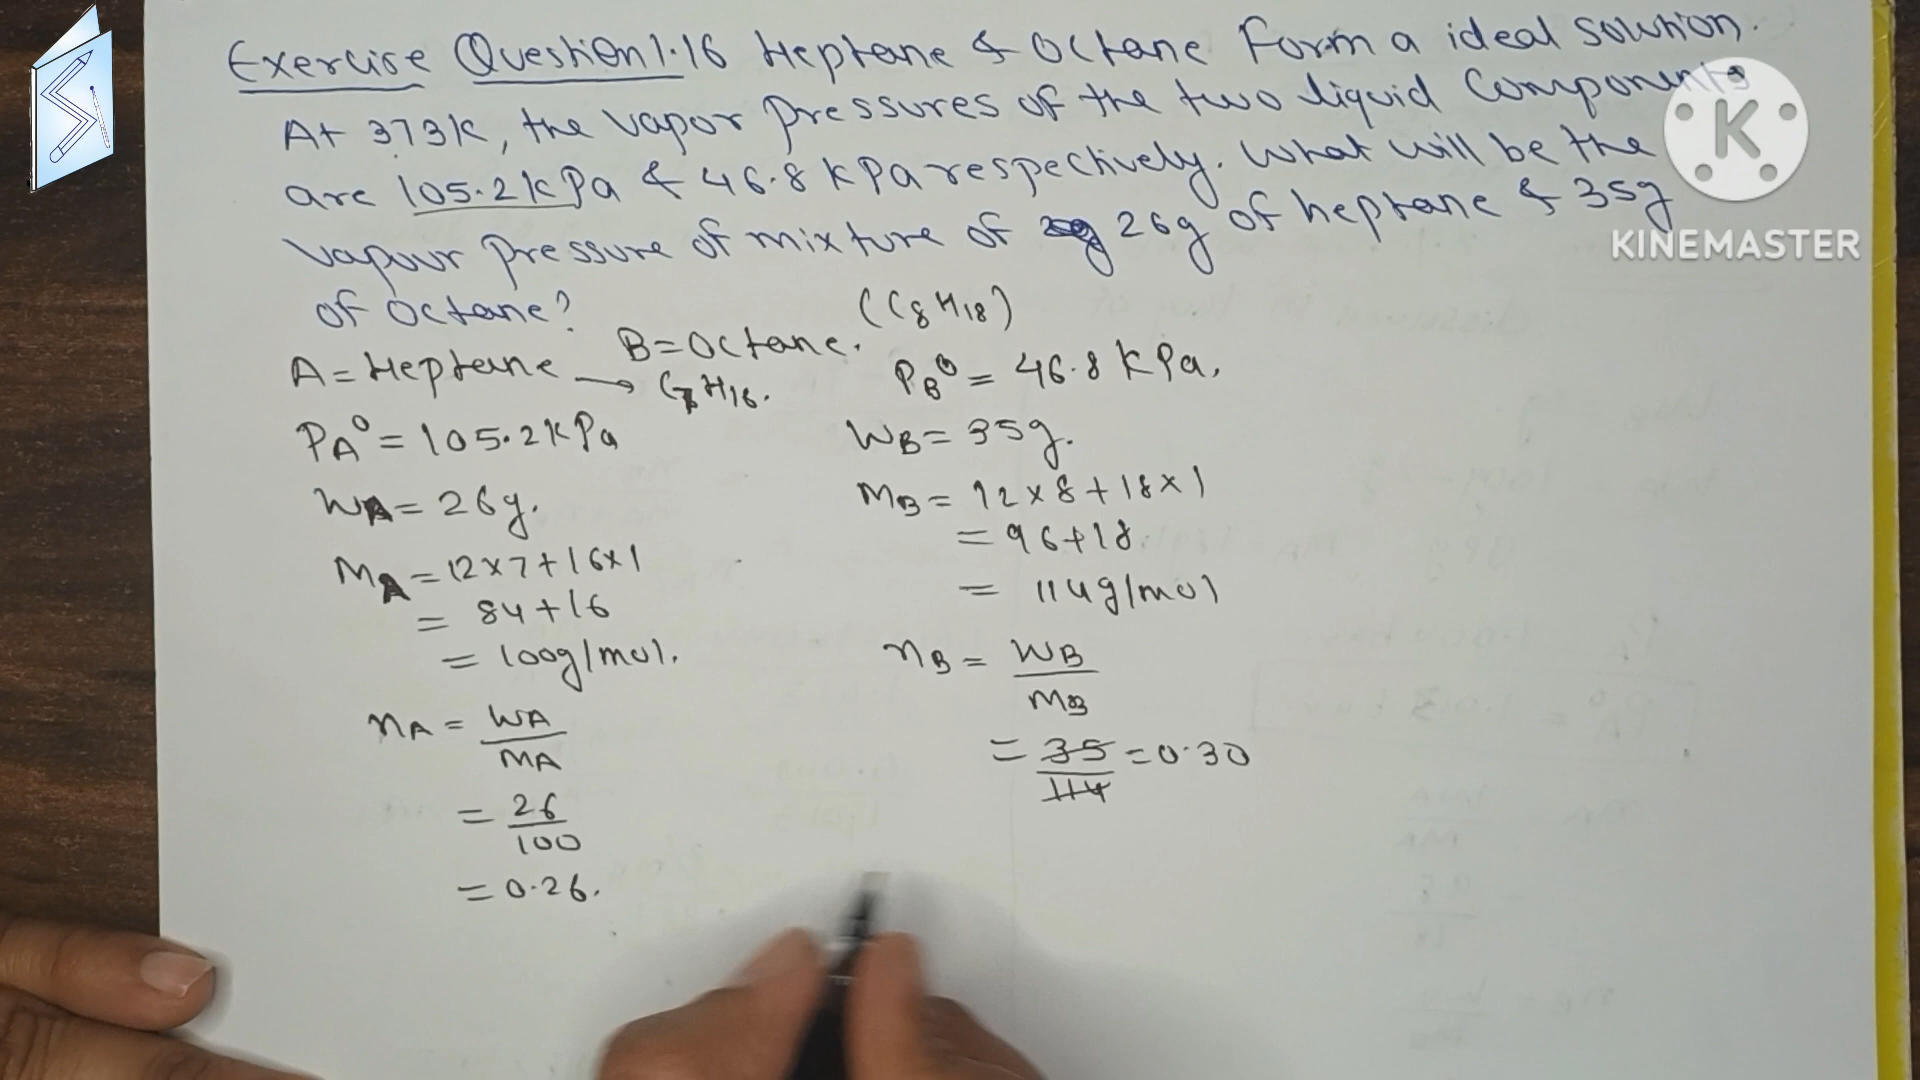 Exercise Question 1.16 Heptane & Octane Form a ideal solution.
At 373K, the vapor pressures of the two liquid Components
are 105.2 kPa & 46.8 kPa respectively. What will be the
vapour pressure of mixture of 26g of heptane & 35g
of Octane?
KINEMASTER
A = Heptane → C7H16.
B = Octane. (C8H18)
PA° = 105.2 kPa
WA = 26g.
MA = 12×7+16×1
= 84+16
= 100g/mol.
nA = WA/MA
= 26/100
= 0.26.
PB° = 46.8 kPa.
WB = 35g.
MB = 12×8+18×1
= 96+18
= 114g/mol
nB = WB/MB
= 35/114 = 0.30